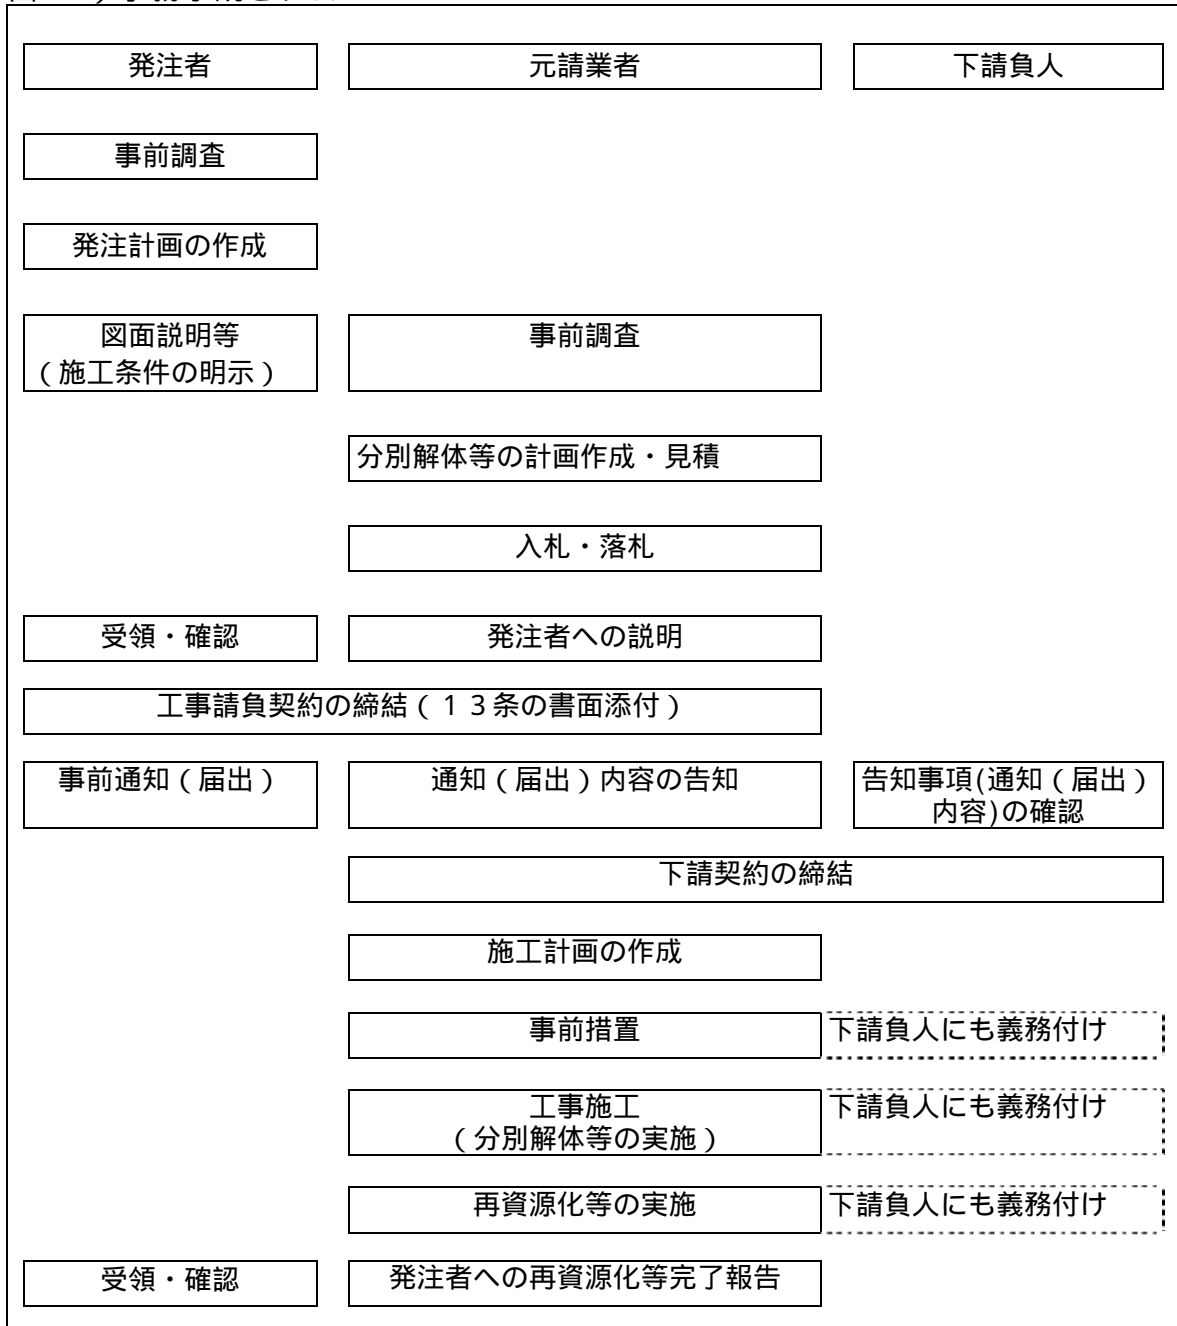 発注者
元請業者
下請負人
事前調査
発注計画の作成
図面説明等
(施工条件の明示)
事前調査
分別解体等の計画作成・見積
入札・落札
受領・確認
発注者への説明
工事請負契約の締結(13条の書面添付)
事前通知(届出)
通知(届出)内容の告知
告知事項(通知(届出)
内容)の確認
下請契約の締結
施工計画の作成
事前措置
下請負人にも義務付け
工事施工
(分別解体等の実施)
下請負人にも義務付け
再資源化等の実施
下請負人にも義務付け
受領・確認
発注者への再資源化等完了報告